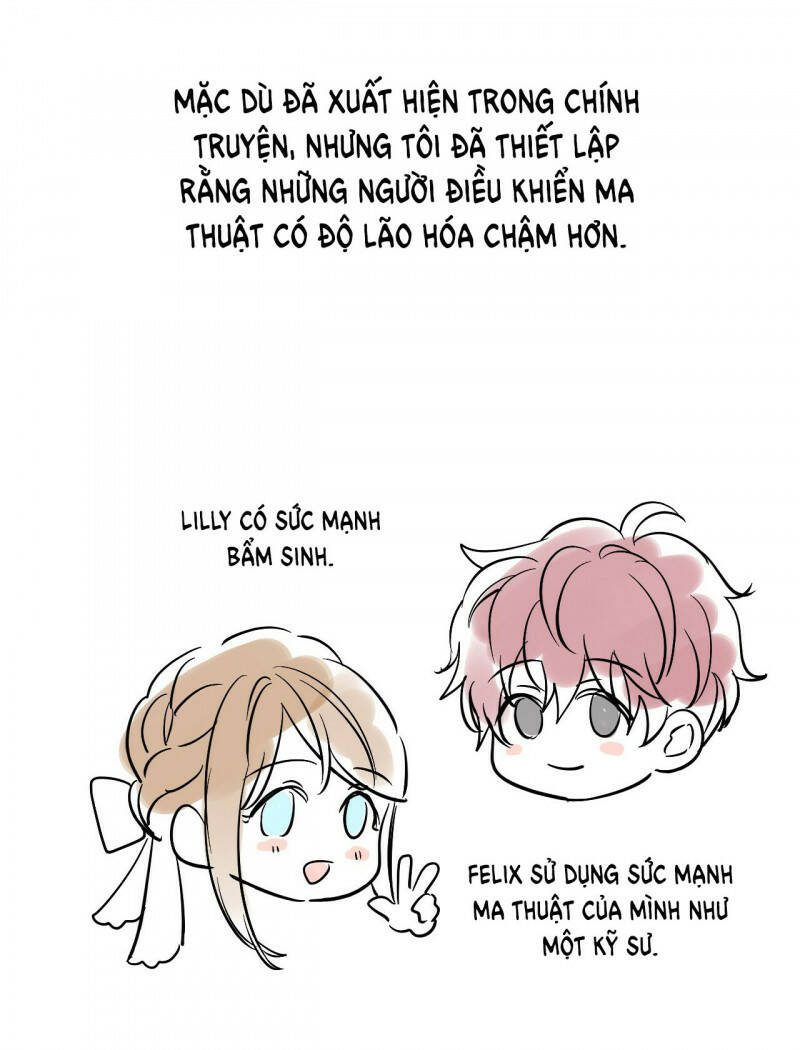 MẶC DÙ ĐÃ XUẤT HIỆN TRONG CHÍNH
TRUYỆN, NHƯNG TÔI ĐÃ THIẾT LẬP
RẰNG NHỮNG NGƯỜI ĐIỀU KHIỂN MA
THUẬT CÓ ĐỘ LÃO HÓA CHẬM HƠN.
LILLY CÓ SỨC MẠNH
BẨM SINH.
FELIX SỬ DỤNG SỨC MẠNH
MA THUẬT CỦA MÌNH NHƯ
MỘT KỸ SƯ.